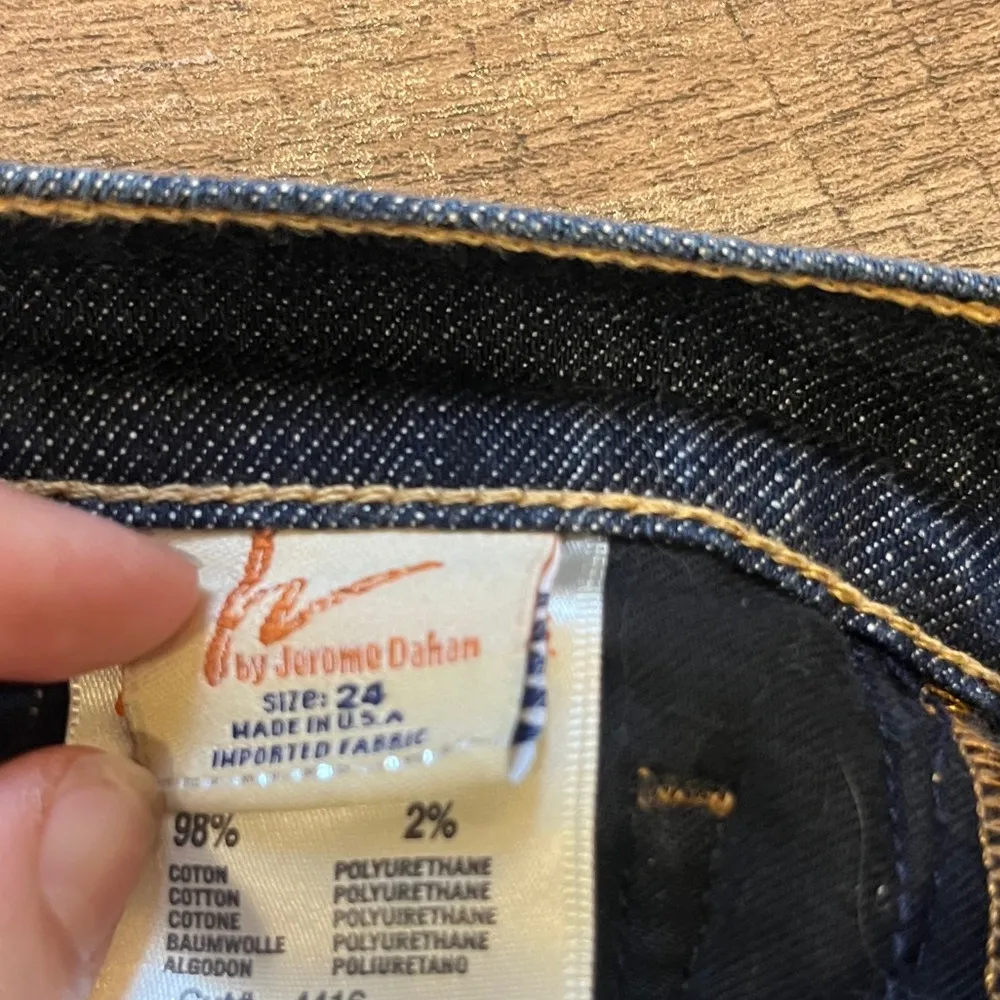 by Jerome Dahan
SIZE: 24
MADE IN U.S.A
IMPORTED FABRIC
98% 2%
COTON POLYURETHANE
COTTON POLYURETHANE
COTONE POLYURETHANE
BAUMWOLLE POLYURETHANE
ALGODON POLIURETANO